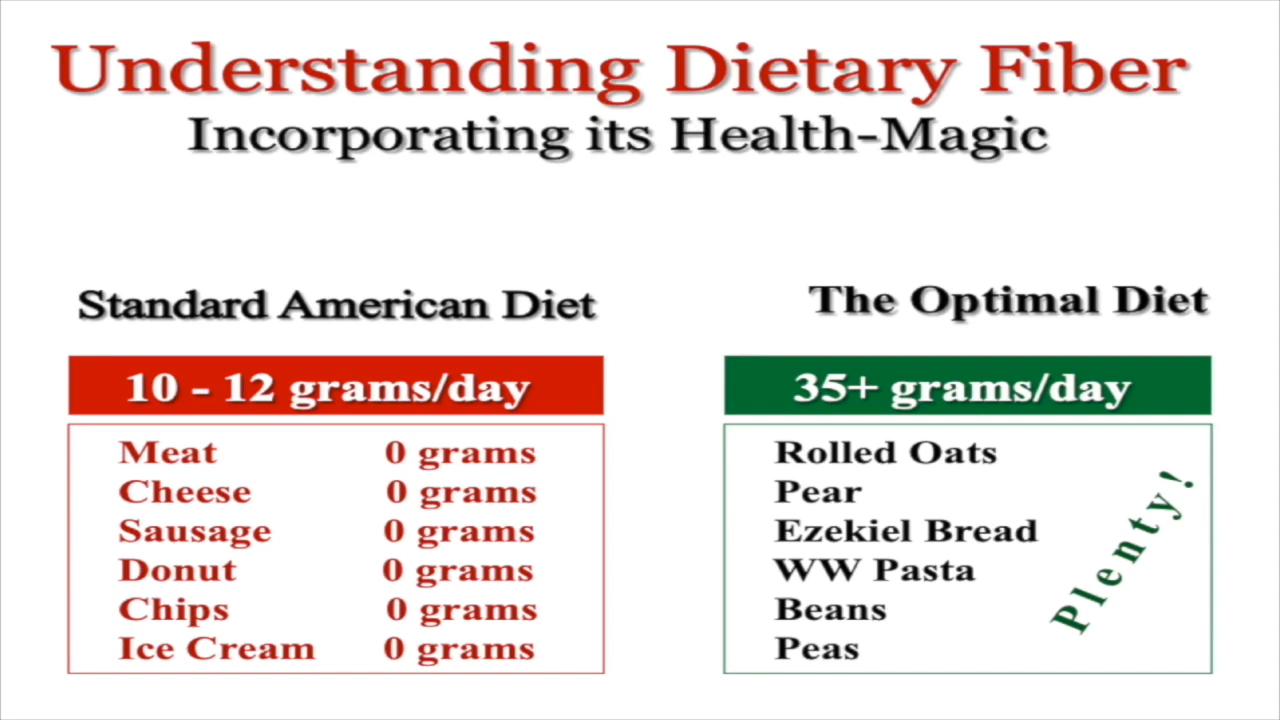 Understanding Dietary Fiber
Incorporating its Health-Magic
Standard American Diet
10 - 12 grams/day
Meat 0 grams
Cheese 0 grams
Sausage 0 grams
Donut 0 grams
Chips 0 grams
Ice Cream 0 grams
The Optimal Diet
35+ grams/day
Rolled Oats
Pear
Ezekiel Bread
WW Pasta
Beans
Peas
Plenty!